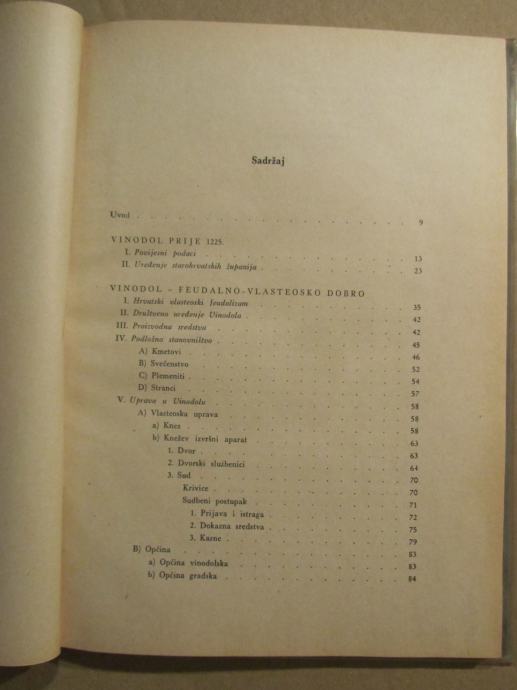 Sadržaj
Uvod . . . . . . . . . . . . . 9
VINODOL PRIJE 1225.
I. Povijesni podaci . . . . . . . . . . 13
II. Uređenje starohrvatskih županija . . . . . . . 23
VINODOL – FEUDALNO-VLASTEOSKO DOBRO
I. Hrvatski vlasteoski feudalizam . . . . . . . 35
II. Društveno uređenje Vinodola . . . . . . . . 42
III. Proizvodna sredstva . . . . . . . . . 42
IV. Podložno stanovništvo . . . . . . . . . 45
A) Kmetovi . . . . . . . . . . 46
B) Svećenstvo . . . . . . . . . . 52
C) Plemeniti . . . . . . . . . . 54
D) Stranci . . . . . . . . . . 57
V. Uprava u Vinodolu . . . . . . . . . 58
A) Vlasteoska uprava . . . . . . . . 58
a) Knez . . . . . . . . . . 58
b) Knežev izvršni aparat . . . . . . . 63
1. Dvor . . . . . . . . . . 63
2. Dvorski službenici . . . . . . . 64
3. Sud . . . . . . . . . . 70
Krivice . . . . . . . . . 70
Sudbeni postupak . . . . . . . 71
1. Prijava i istraga . . . . . . 72
2. Dokazna sredstva . . . . . . 75
3. Kazne . . . . . . . . 79
B) Općina . . . . . . . . . . 83
a) Općina vinodolska . . . . . . . . 83
b) Općina gradska . . . . . . . . 84